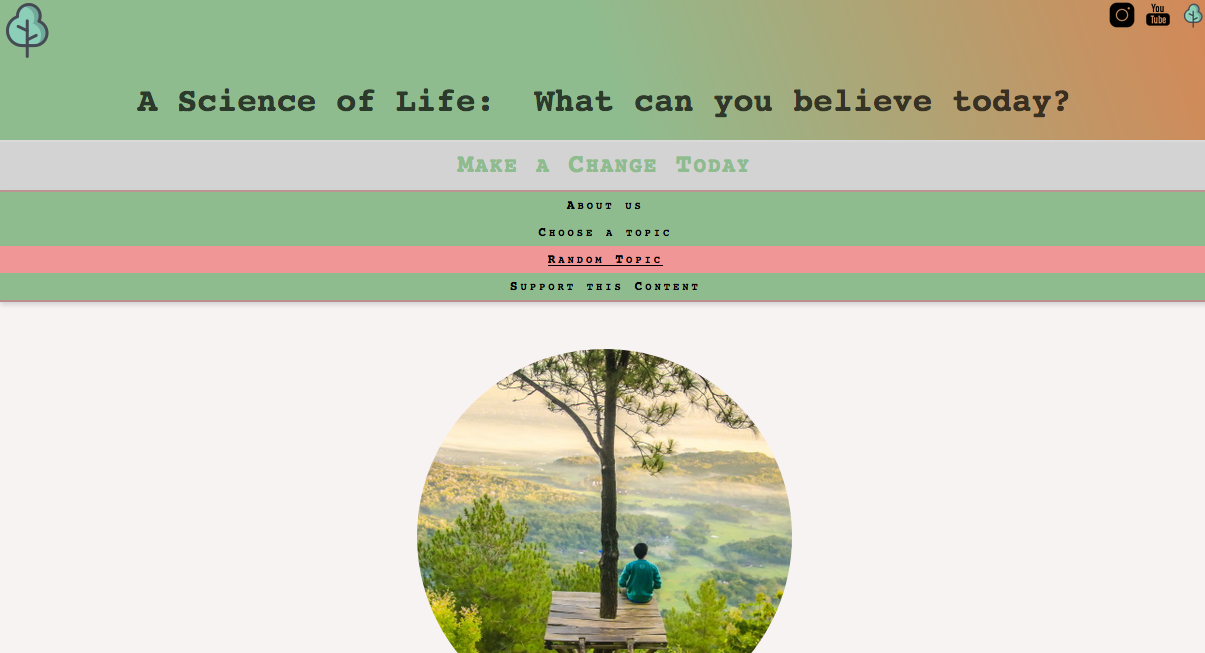 You
Tube
A Science of Life: What can you believe today?
Make a Change Today
About us
Choose a topic
Random Topic
Support this Content